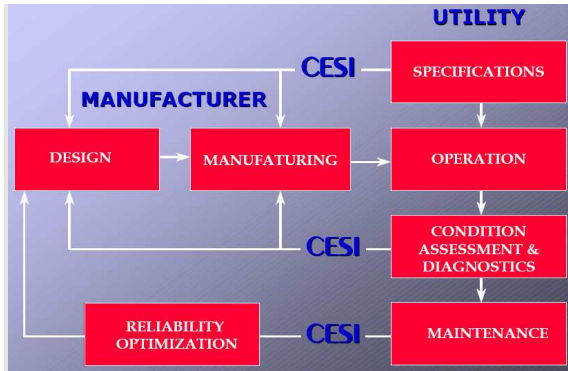 UTILITY
CESI
SPECIFICATIONS
MANUFACTURER
DESIGN
MANUFATURING
OPERATION
CESI
CONDITION
ASSESSMENT &
DIAGNOSTICS
RELIABILITY
OPTIMIZATION
CESI
MAINTENANCE